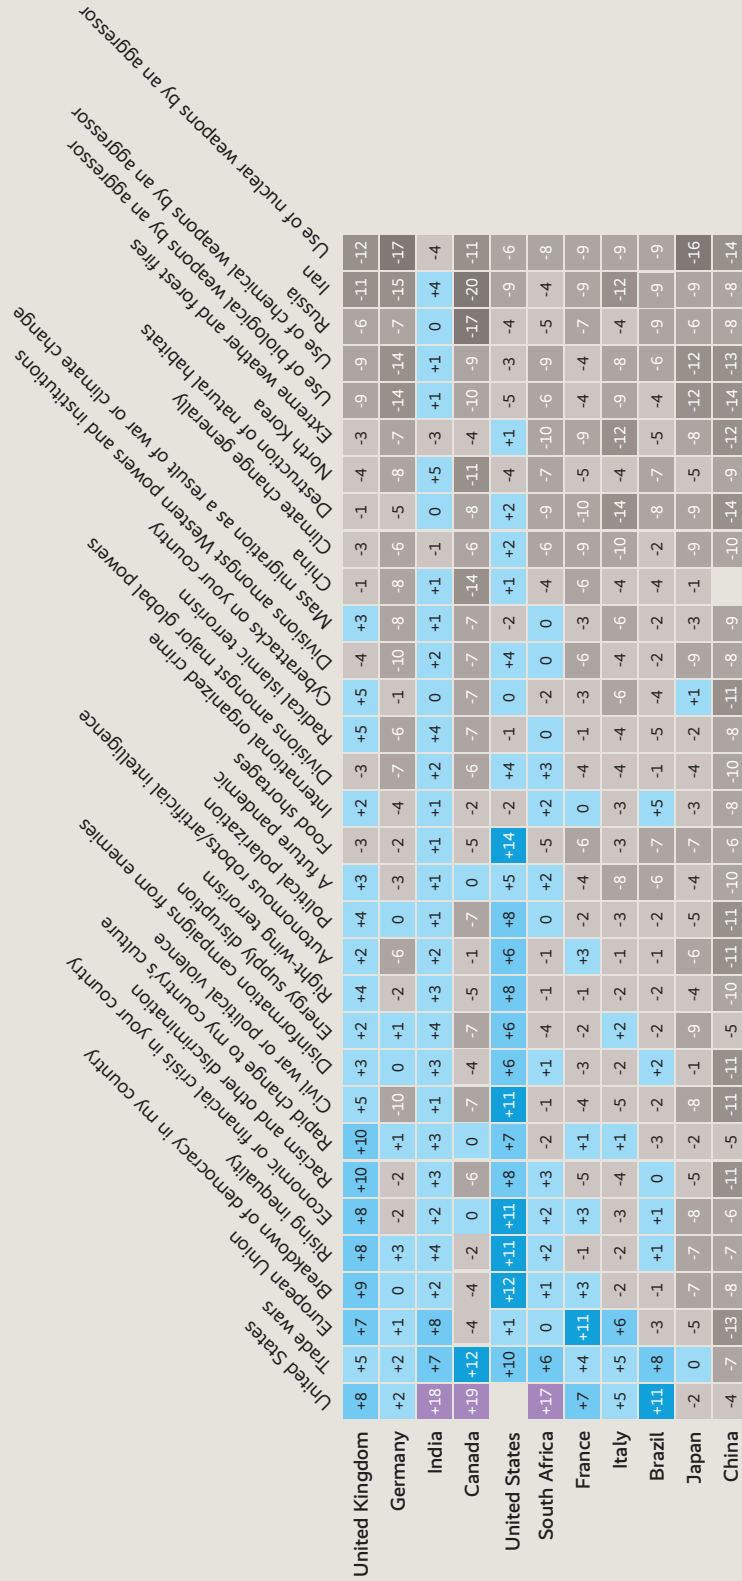 United States
Trade wars
European Union
Breakdown of democracy in my country
Rising inequality
Economic or financial crisis in your country
Racism and other discrimination
Rapid change to my country's culture
Civil war or political violence
Disinformation campaigns from enemies
Energy supply disruption
Right-wing terrorism
Autonomous robots/artificial intelligence
Political polarization
A future pandemic
Food shortages
International organized crime
Divisions amongst major global powers
Radical Islamic terrorism
Cyberattacks on your country
Divisions amongst Western powers and institutions
Mass migration as a result of war or climate change
China
Climate change generally
Destruction of natural habitats
North Korea
Extreme weather and forest fires
Use of biological weapons by an aggressor
Use of chemical weapons by an aggressor
Russia
Iran
Use of nuclear weapons by an aggressor
United Kingdom +8 +5 +7 +9 +8 +8 +10 +10 +5 +3 +2 +4 +2 +4 +3 -3 +2 -3 +5 +5 -4 +3 -1 -3 -1 -4 -3 -9 -9 -6 -11 -12
Germany +2 +2 +1 0 +3 -2 -2 +1 -10 0 +1 -2 -6 0 -3 -2 -4 -7 -6 -1 -10 -8 -8 -6 -5 -8 -7 -14 -14 -7 -15 -17
India +18 +7 +8 +2 +4 +2 +3 +3 +1 +3 +4 +3 +2 +1 +1 +1 +1 +2 +4 0 +2 +1 +1 -1 0 +5 -3 +1 +1 0 +4 -4
Canada +19 +12 -4 -4 -2 0 -6 0 -7 -4 -7 -5 -1 -7 0 -5 -2 -6 -7 -7 -7 -7 -14 -6 -8 -11 -4 -10 -9 -17 -20 -11
United States +10 +1 +12 +11 +11 +8 +7 +11 +6 +6 +8 +6 +8 +5 +14 -2 +4 -1 0 +4 -2 +1 +2 +2 -4 +1 -5 -3 -4 -9 -6
South Africa +17 +6 0 +1 +2 +2 +3 -2 -1 +1 -4 -1 -1 0 +2 -5 +2 +3 0 -2 0 0 -4 -6 -9 -7 -10 -6 -9 -5 -4 -8
France +7 +4 +11 +3 -1 +3 -5 +1 -4 -3 -2 -1 +3 -2 -4 -6 0 -4 -1 -3 -6 -3 -6 -9 -10 -5 -9 -4 -4 -7 -9 -9
Italy +5 +5 +6 -2 -2 -3 -4 +1 -5 -2 +2 -2 -1 -3 -8 -3 -3 -4 -4 -6 -4 -6 -4 -10 -14 -4 -12 -9 -8 -4 -12 -9
Brazil +11 +8 -3 -1 +1 +1 0 -3 -2 +2 -2 -2 -1 -2 -6 -7 +5 -1 -5 -4 -2 -2 -4 -2 -8 -7 -5 -4 -6 -9 -9 -9
Japan -2 0 -5 -7 -7 -8 -5 -2 -8 -1 -9 -4 -6 -5 -4 -7 -3 -4 -2 +1 -9 -3 -1 -9 -9 -5 -8 -12 -12 -6 -9 -16
China -4 -7 -13 -8 -7 -6 -11 -5 -11 -11 -5 -10 -11 -11 -10 -6 -8 -10 -8 -11 -8 -9 -10 -14 -9 -12 -14 -13 -8 -8 -14